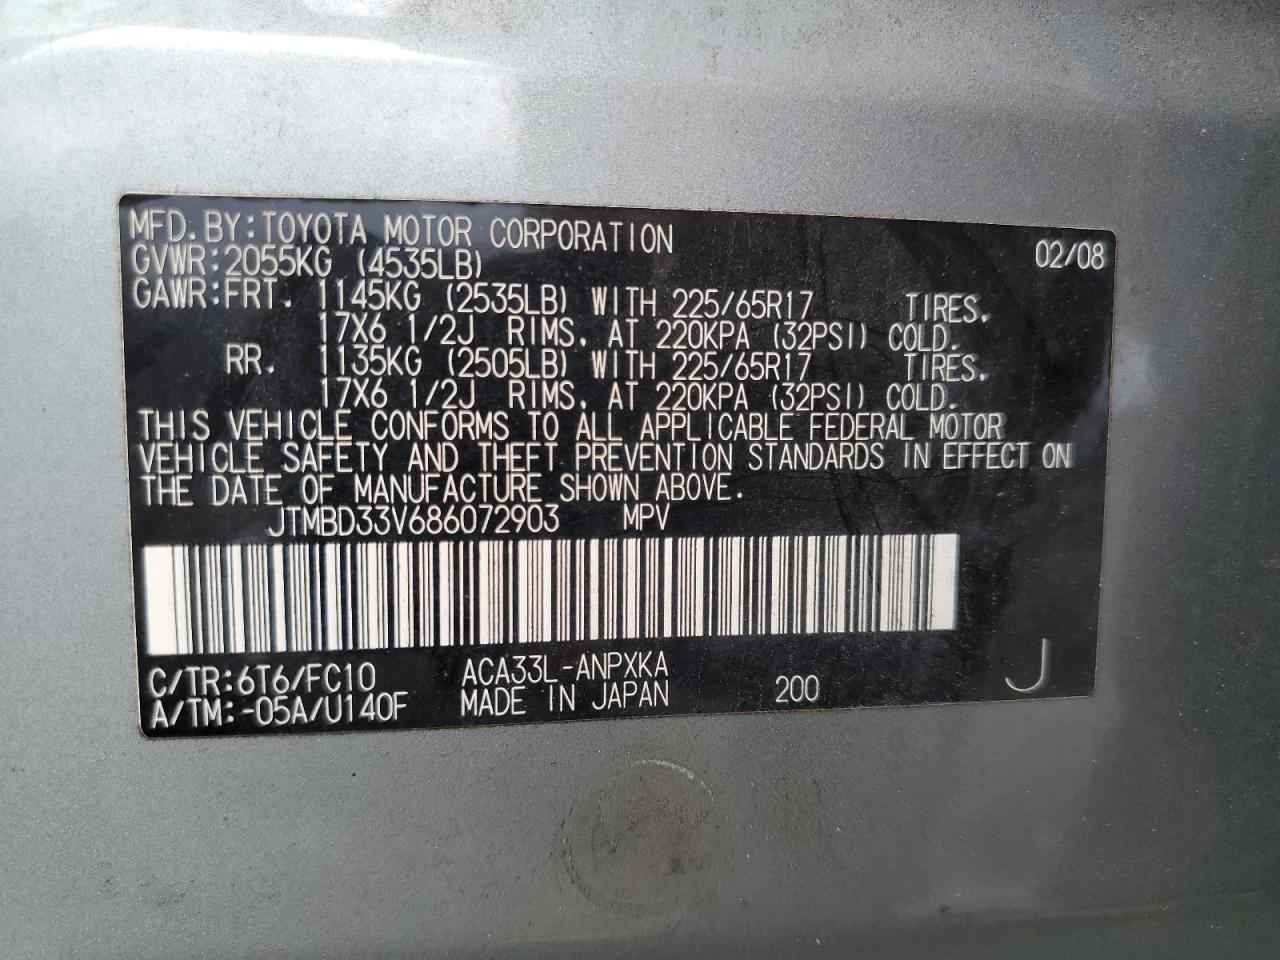 MFD.BY:TOYOTA MOTOR CORPORATION 02/08
GVWR:2055KG (4535LB)
GAWR:FRT. 1145KG (2535LB) WITH 225/65R17 TIRES,
17X6 1/2J RIMS, AT 220KPA (32PSI) COLD.
RR. 1135KG (2505LB) WITH 225/65R17 TIRES,
17X6 1/2J RIMS, AT 220KPA (32PSI) COLD.
THIS VEHICLE CONFORMS TO ALL APPLICABLE FEDERAL MOTOR
VEHICLE SAFETY AND THEFT PREVENTION STANDARDS IN EFFECT ON
THE DATE OF MANUFACTURE SHOWN ABOVE.
JTMBD33V686072903 MPV
C/TR:6T6/FC10 ACA33L-ANPXKA
A/TM:-05A/U140F MADE IN JAPAN 200 J